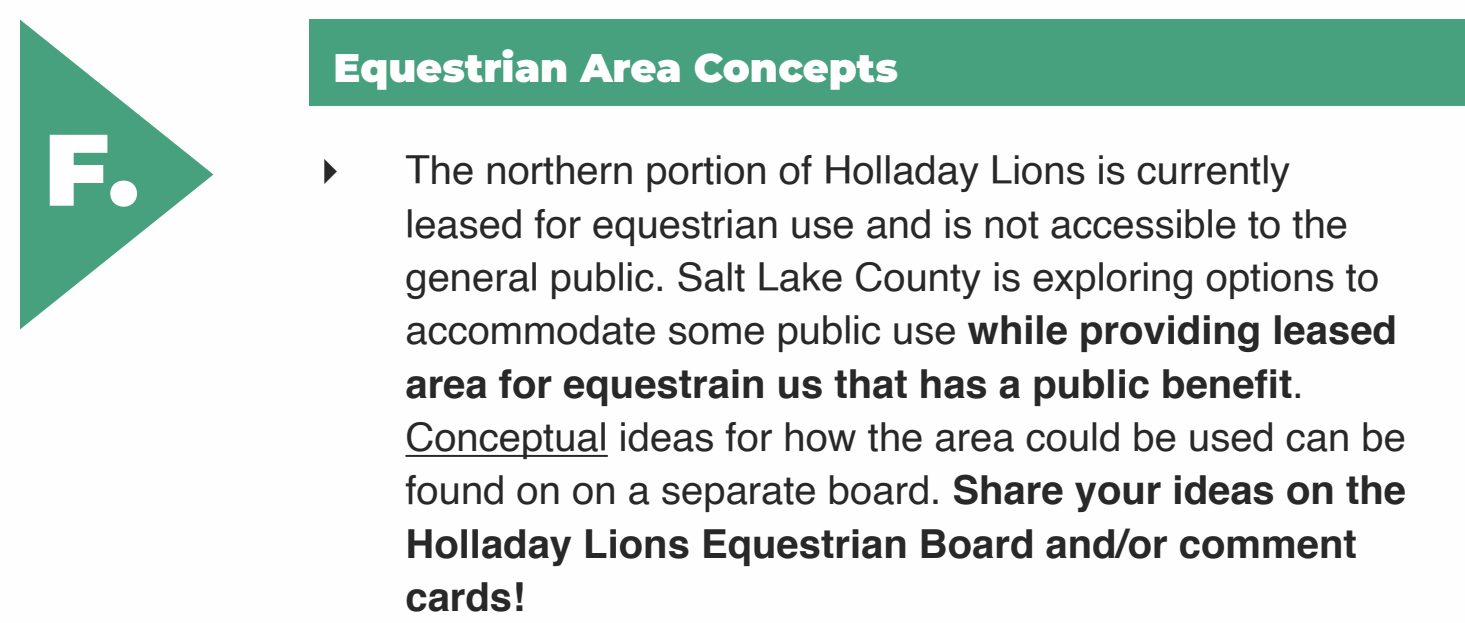 F.
Equestrian Area Concepts
The northern portion of Holladay Lions is currently
leased for equestrian use and is not accessible to the
general public. Salt Lake County is exploring options to
accommodate some public use while providing leased
area for equestrain us that has a public benefit.
Conceptual ideas for how the area could be used can be
found on on a separate board. Share your ideas on the
Holladay Lions Equestrian Board and/or comment
cards!